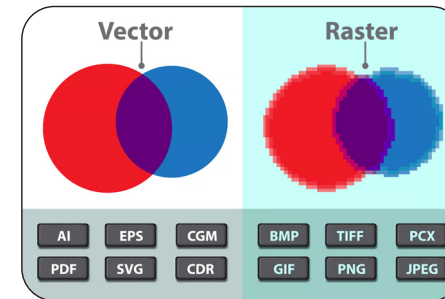 Vector
Raster
AI EPS CGM
PDF SVG CDR
BMP TIFF PCX
GIF PNG JPEG